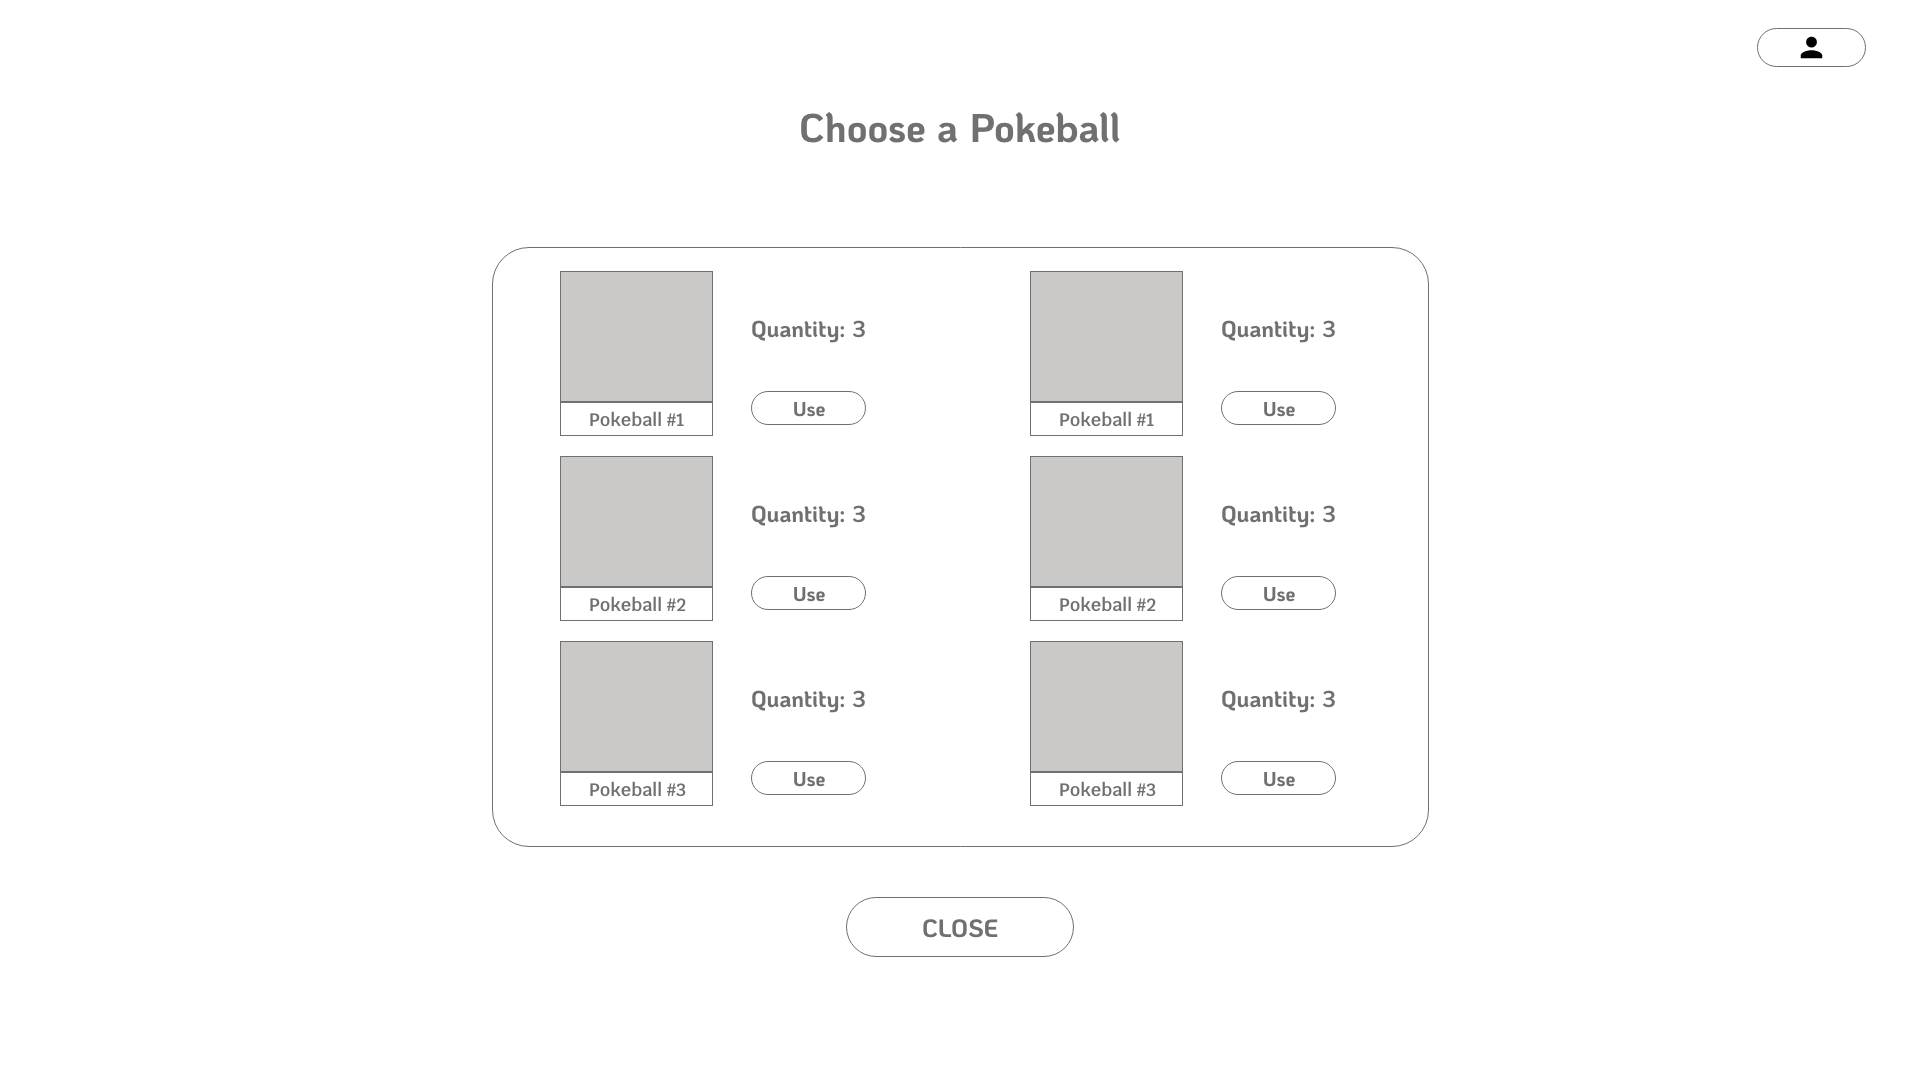 Choose a Pokeball
Quantity: 3
Use
Pokeball #1
Quantity: 3
Use
Pokeball #1
Quantity: 3
Use
Pokeball #2
Quantity: 3
Use
Pokeball #2
Quantity: 3
Use
Pokeball #3
Quantity: 3
Use
Pokeball #3
CLOSE